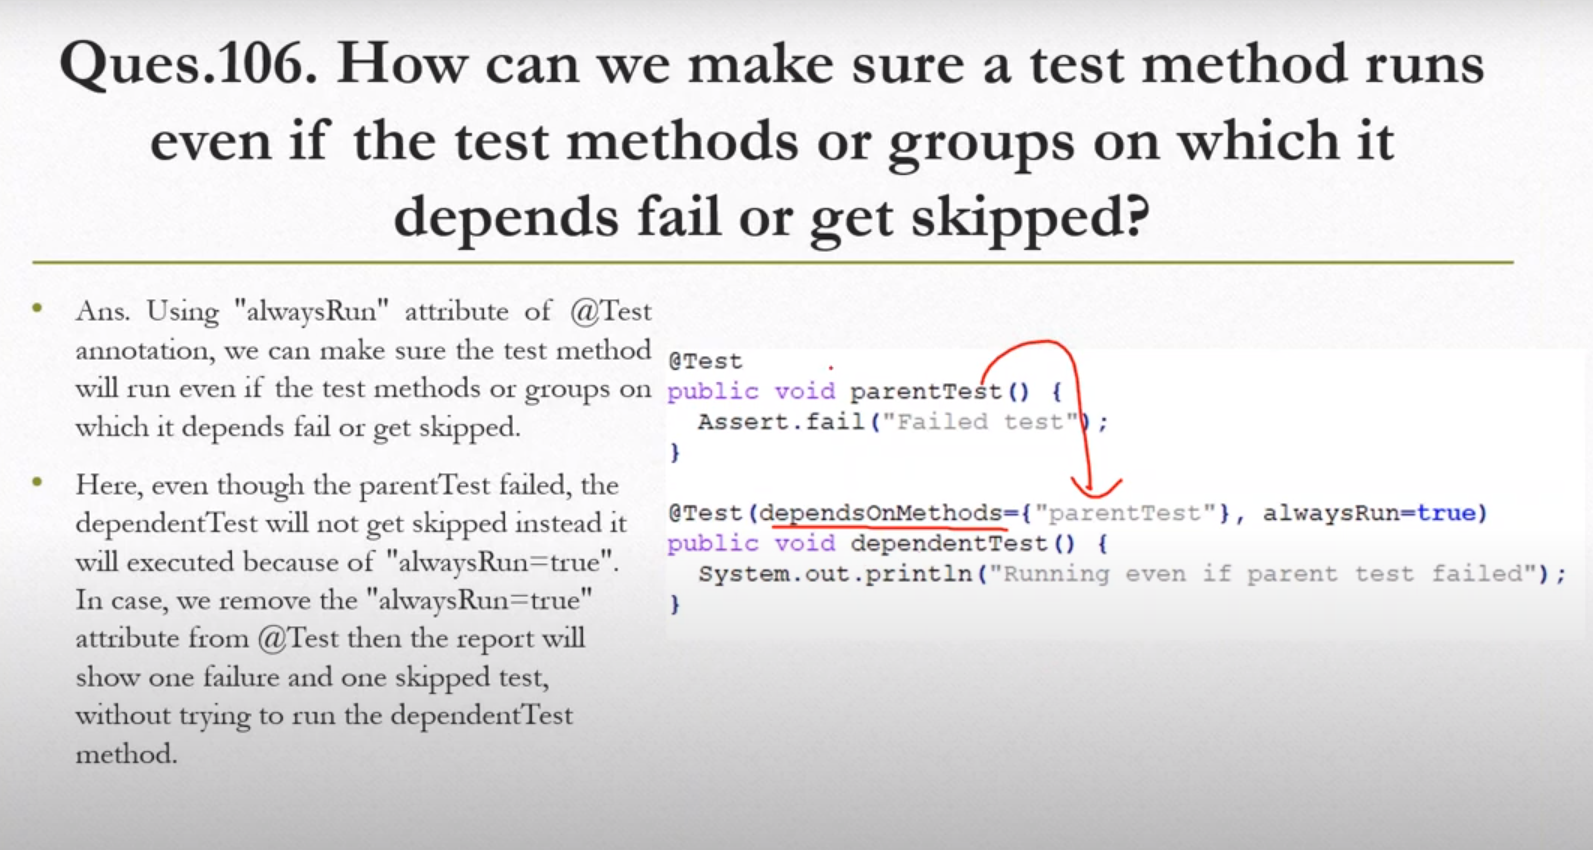 Ques.106. How can we make sure a test method runs
even if the test methods or groups on which it
depends fail or get skipped?
• Ans. Using "alwaysRun" attribute of @Test
annotation, we can make sure the test method
will run even if the test methods or groups on
which it depends fail or get skipped.
• Here, even though the parentTest failed, the
dependentTest will not get skipped instead it
will executed because of "alwaysRun=true".
In case, we remove the "alwaysRun=true"
attribute from @Test then the report will
show one failure and one skipped test,
without trying to run the dependentTest
method.
@Test
public void parentTest() {
Assert.fail("Failed test");
}
@Test(dependsOnMethods={"parentTest"}, alwaysRun=true)
public void dependentTest() {
System.out.println("Running even if parent test failed");
}